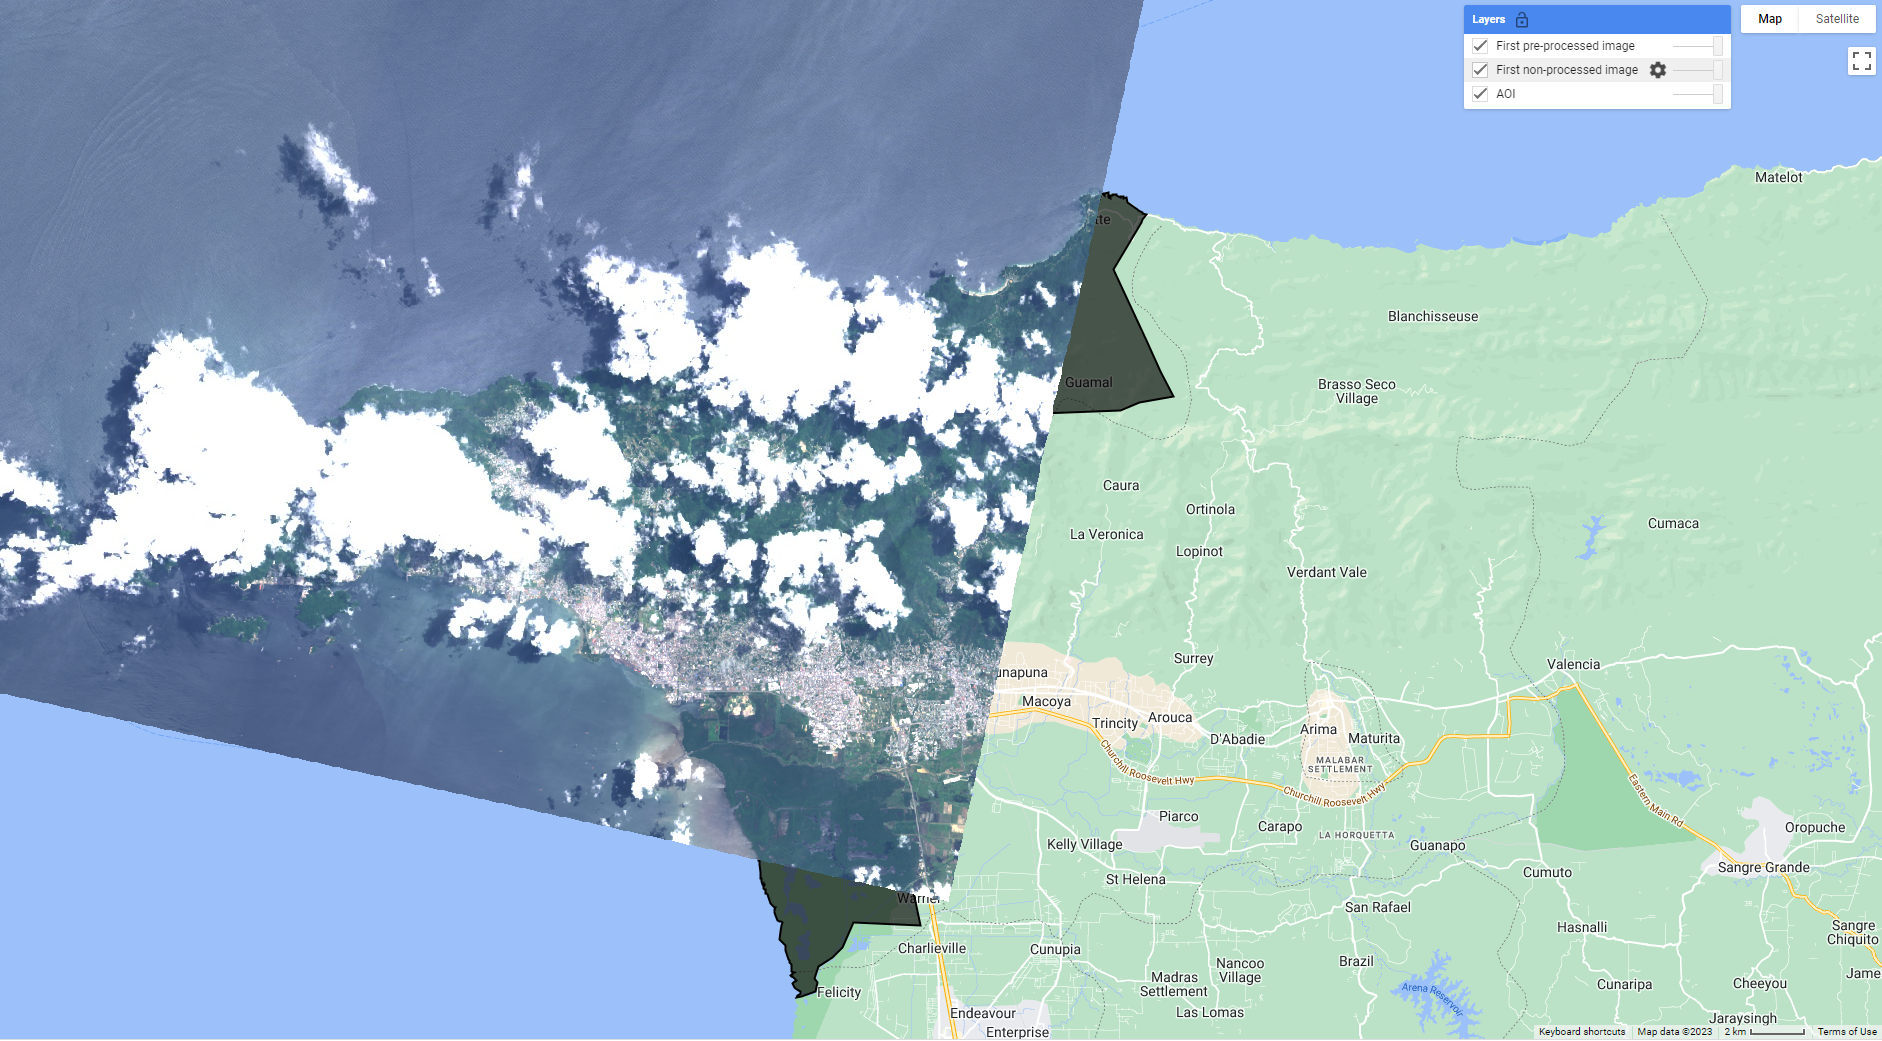 Layers
Map
Satellite
First pre-processed image
First non-processed image
AOI
Matelot
tte
Blanchisseuse
Guamal
Brasso Seco
Village
Caura
Ortinola
Cumaca
La Veronica
Lopinot
Verdant Vale
Surrey
Valencia
unapuna
Macoya
Trincity
Arouca
D'Abadie
Arima
Maturita
MALABAR
SETTLEMENT
Churchill Roosevelt Hwy
Churchill Roosevelt Hwy
Eastern Main Rd
Piarco
Carapo
LA HORQUETTA
Oropuche
Kelly Village
Guanapo
Sangre Grande
St Helena
Cumuto
Warner
San Rafael
Sangre
Chiquito
Hasnalli
Charlieville
Cunupia
Nancoo
Village
Brazil
Jame
Madras
Settlement
Felicity
Arena Reservoir
Cunaripa
Cheeyou
Las Lomas
Endeavour
Jaraysingh
Enterprise
Keyboard shortcuts
Map data ©2023
2 km
Terms of Use